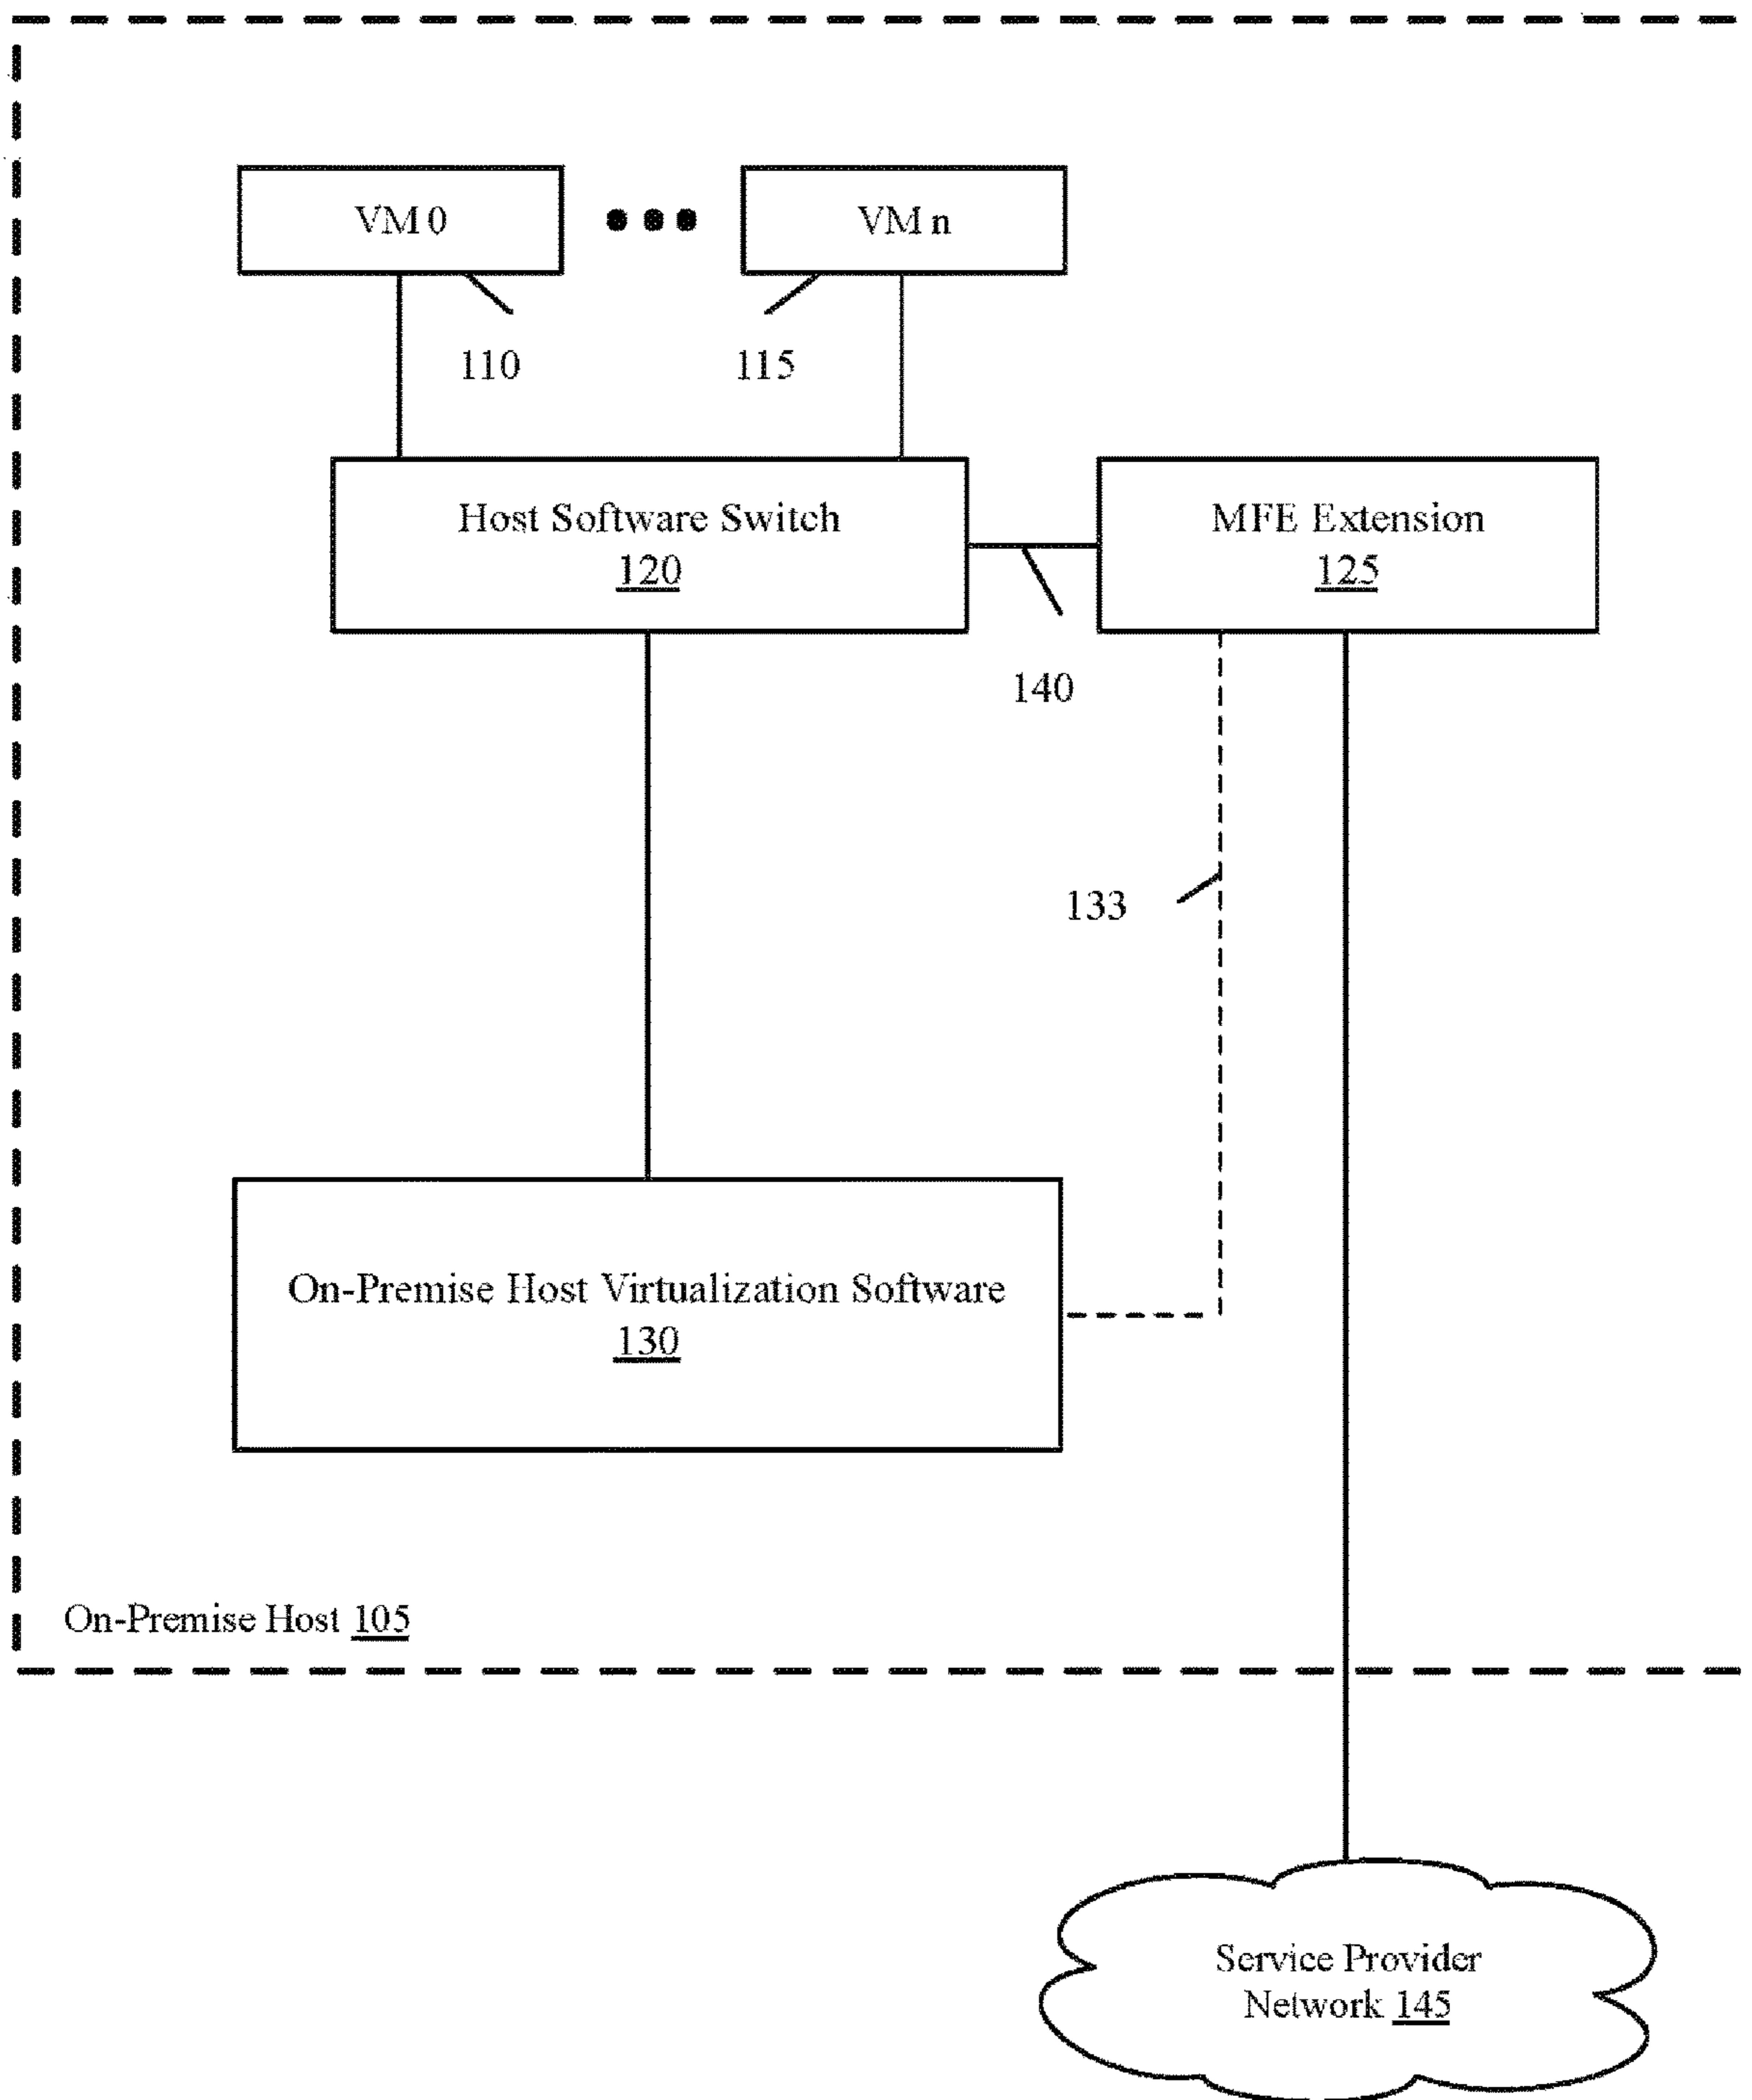 VM 0
VM n
110
115
Host Software Switch
120
MFE Extension
125
140
133
On-Premise Host Virtualization Software
130
On-Premise Host 105
Service Provider
Network 145